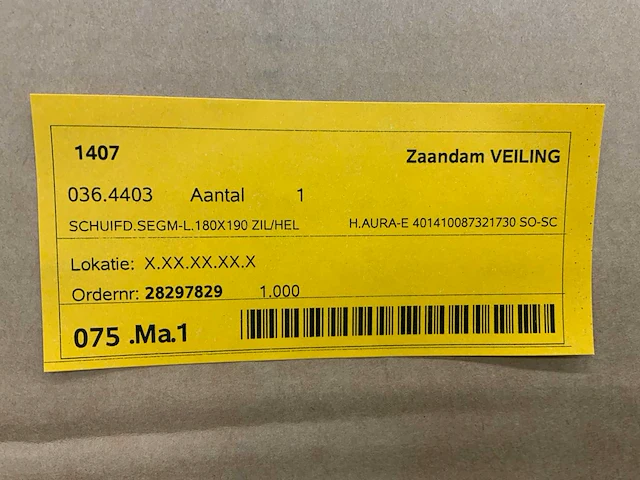 1407 Zaandam VEILING
036.4403 Aantal 1
SCHUIFD.SEGM-L.180X190 ZIL/HEL H.AURA-E 401410087321730 SO-SC
Lokatie: X.XX.XX.XX.X
Ordernr: 28297829 1.000
075 .Ma.1